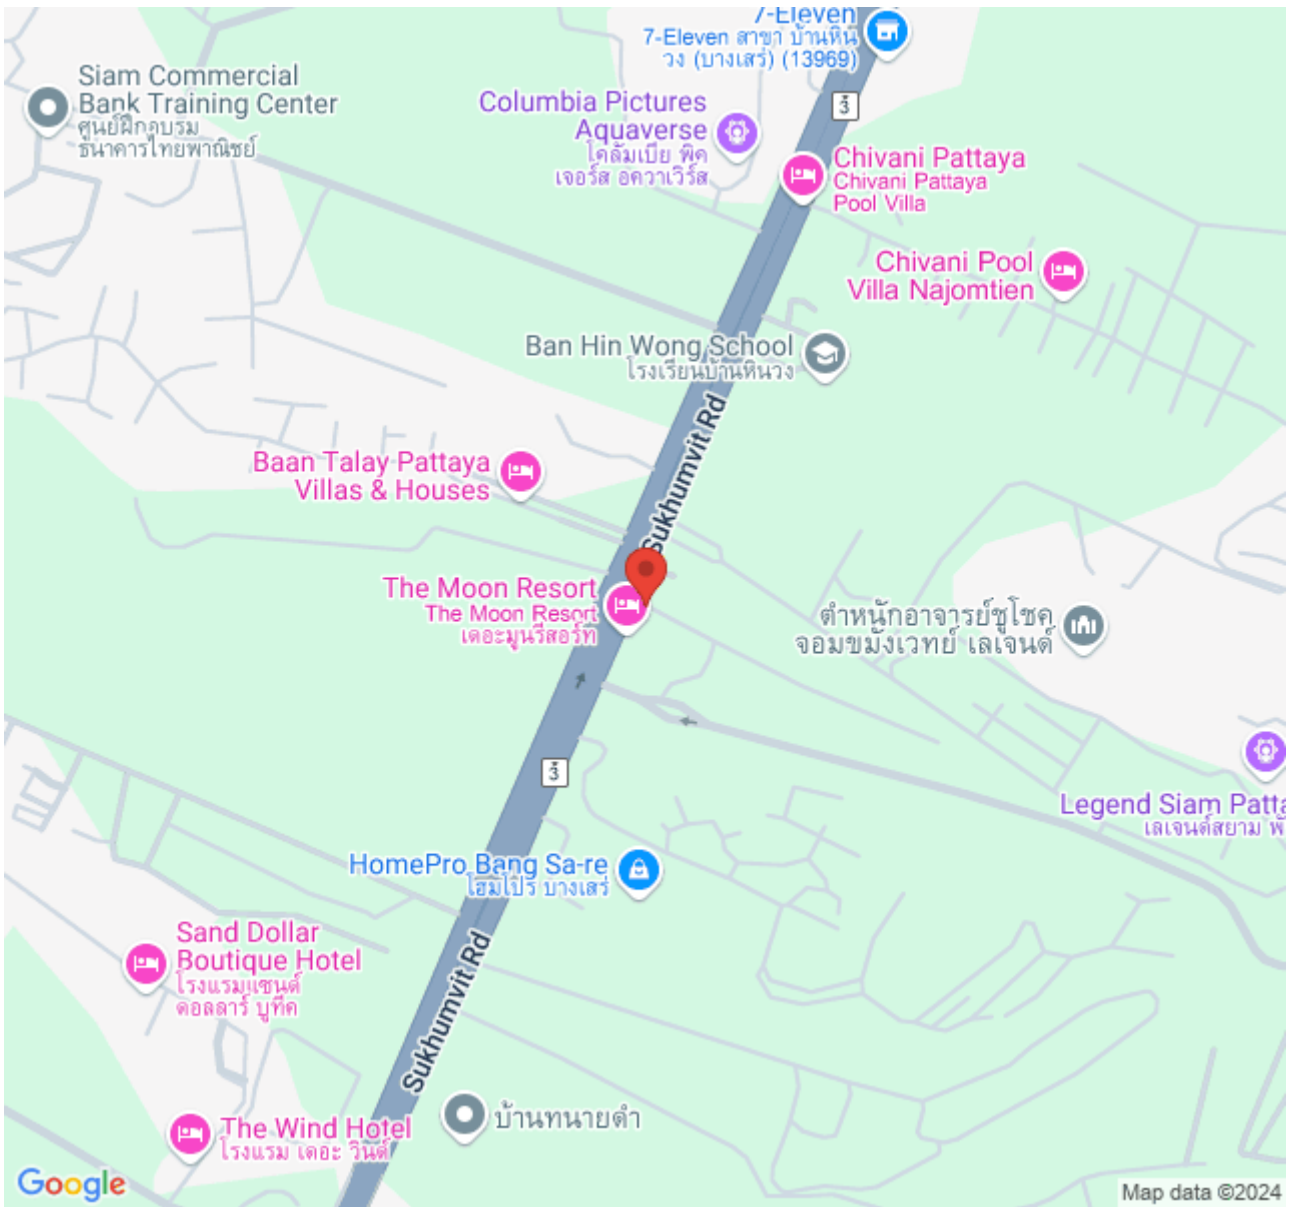 7-Eleven
7-Eleven สาขา บ้านหิน
วง (บางเสร่) (13969)
Siam Commercial
Bank Training Center
ศูนย์ฝึกอบรม
ธนาคารไทยพาณิชย์
Columbia Pictures
Aquaverse
โคลัมเบีย พิค
เจอร์ส อควาเวิร์ส
3
Chivani Pattaya
Chivani Pattaya
Pool Villa
Chivani Pool
Villa Najomtien
Ban Hin Wong School
โรงเรียนบ้านหินวง
Sukhumvit Rd
Baan Talay Pattaya
Villas & Houses
The Moon Resort
The Moon Resort
เดอะมูนรีสอร์ท
ตำหนักอาจารย์ชูโชค
จอมขมังเวทย์ เลเจนด์
3
Legend Siam Patta
เลเจนด์สยาม พั
HomePro Bang Sa-re
โฮมโปร บางเสร่
Sand Dollar
Boutique Hotel
โรงแรมแซนด์
ดอลลาร์ บูทีค
Sukhumvit Rd
บ้านทนายดำ
The Wind Hotel
โรงแรม เดอะ วินด์
Google
Map data ©2024